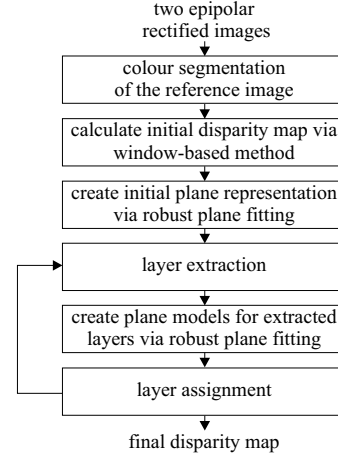 two epipolar
rectified images
colour segmentation
of the reference image
calculate initial disparity map via
window-based method
create initial plane representation
via robust plane fitting
layer extraction
create plane models for extracted
layers via robust plane fitting
layer assignment
final disparity map